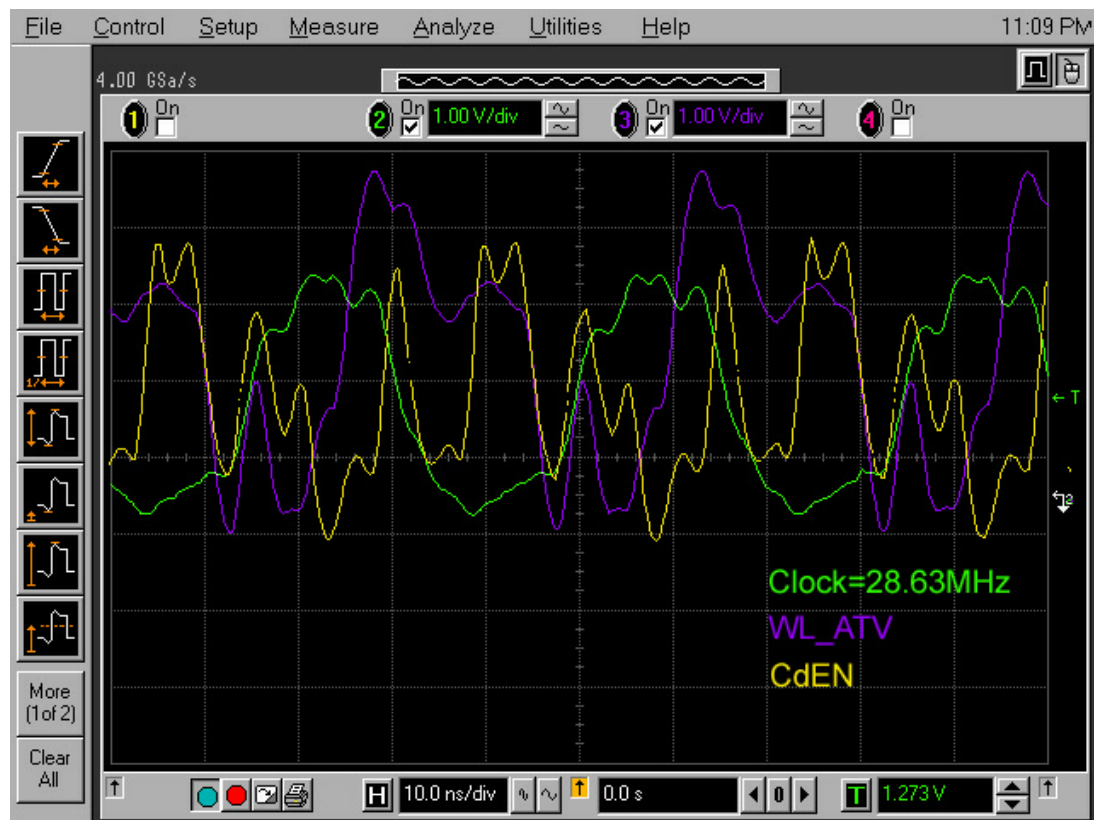 File Control Setup Measure Analyze Utilities Help 11:09 PM
4.00 GSa/s
1 On 2 On 1.00 V/div 3 On 1.00 V/div 4 On
1/
T
2
Clock=28.63MHz
WL_ATV
CdEN
More
(1of 2)
Clear
All
H 10.0 ns/div 0.0 s 0 T 1.273 V